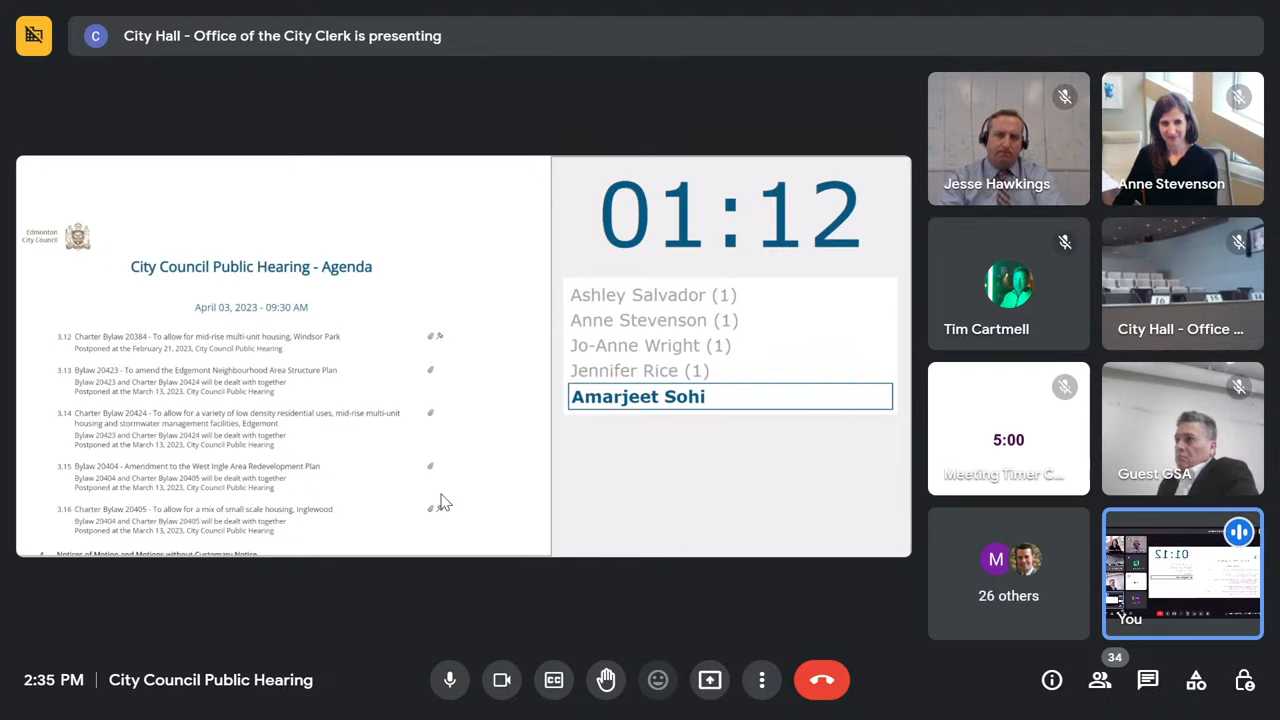 C
City Hall - Office of the City Clerk is presenting
Edmonton
City Council
City Council Public Hearing - Agenda
April 03, 2023 - 09:30 AM
3.12 Charter Bylaw 20384 - To allow for mid-rise multi-unit housing, Windsor Park
Postponed at the February 21, 2023, City Council Public Hearing
3.13 Bylaw 20423 - To amend the Edgemont Neighbourhood Area Structure Plan
Bylaw 20423 and Charter Bylaw 20424 will be dealt with together
Postponed at the March 13, 2023, City Council Public Hearing
3.14 Charter Bylaw 20424 - To allow for a variety of low density residential uses, mid-rise multi-unit
housing and stormwater management facilities, Edgemont
Bylaw 20423 and Charter Bylaw 20424 will be dealt with together
Postponed at the March 13, 2023, City Council Public Hearing
3.15 Bylaw 20404 - Amendment to the West Ingle Area Redevelopment Plan
Bylaw 20404 and Charter Bylaw 20405 will be dealt with together
Postponed at the March 13, 2023, City Council Public Hearing
3.16 Charter Bylaw 20405 - To allow for a mix of small scale housing, Inglewood
Bylaw 20404 and Charter Bylaw 20405 will be dealt with together
Postponed at the March 13, 2023, City Council Public Hearing
4. Notices of Motion and Motions without Customary Notice
01:12
Ashley Salvador (1)
Anne Stevenson (1)
Jo-Anne Wright (1)
Jennifer Rice (1)
Amarjeet Sohi
Jesse Hawkings
Anne Stevenson
Tim Cartmell
City Hall - Office ...
5:00
Meeting Timer C...
Guest GSA
M
26 others
01:12
You
2:35 PM | City Council Public Hearing
CC
34